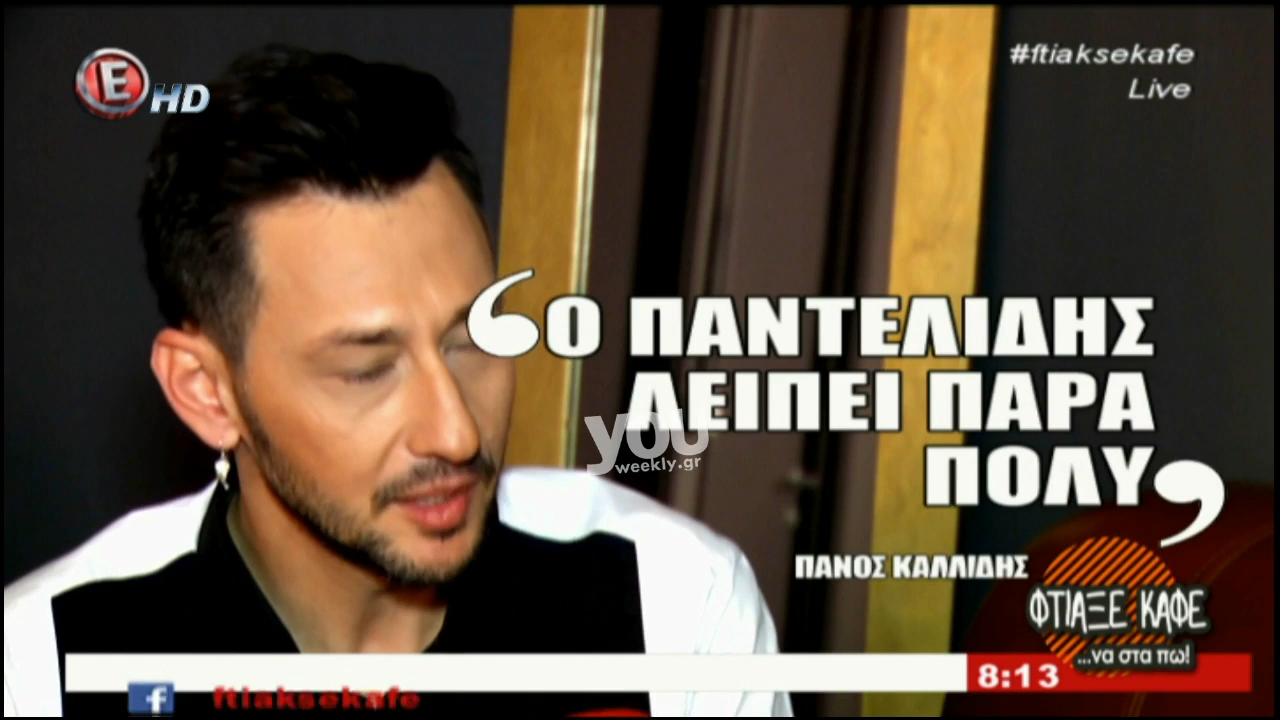 E HD
#ftiaksekafe
Live
‘Ο ΠΑΝΤΕΛΙΔΗΣ
ΛΕΙΠΕΙ ΠΑΡΑ
ΠΟΛΥ’
you
weekly.gr
ΠΑΝΟΣ ΚΑΛΛΙΔΗΣ
ΦΤΙΑΞΕ ΚΑΦΕ
...να στα πω!
8:13
f ftiaksekafe